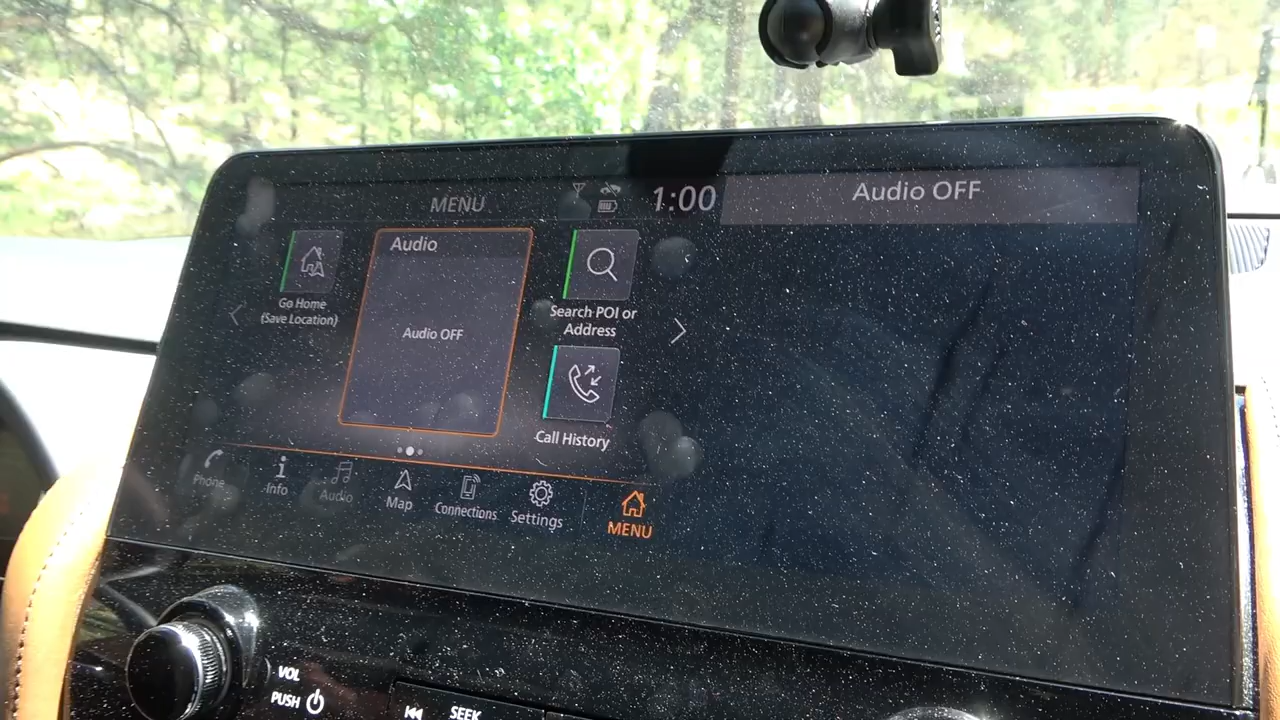 MENU
1:00
Audio OFF
Go Home
(Save Location)
Audio
Audio OFF
Search POI or
Address
Call History
Phone
Info
Audio
Map
Connections
Settings
MENU
VOL
PUSH
SEEK